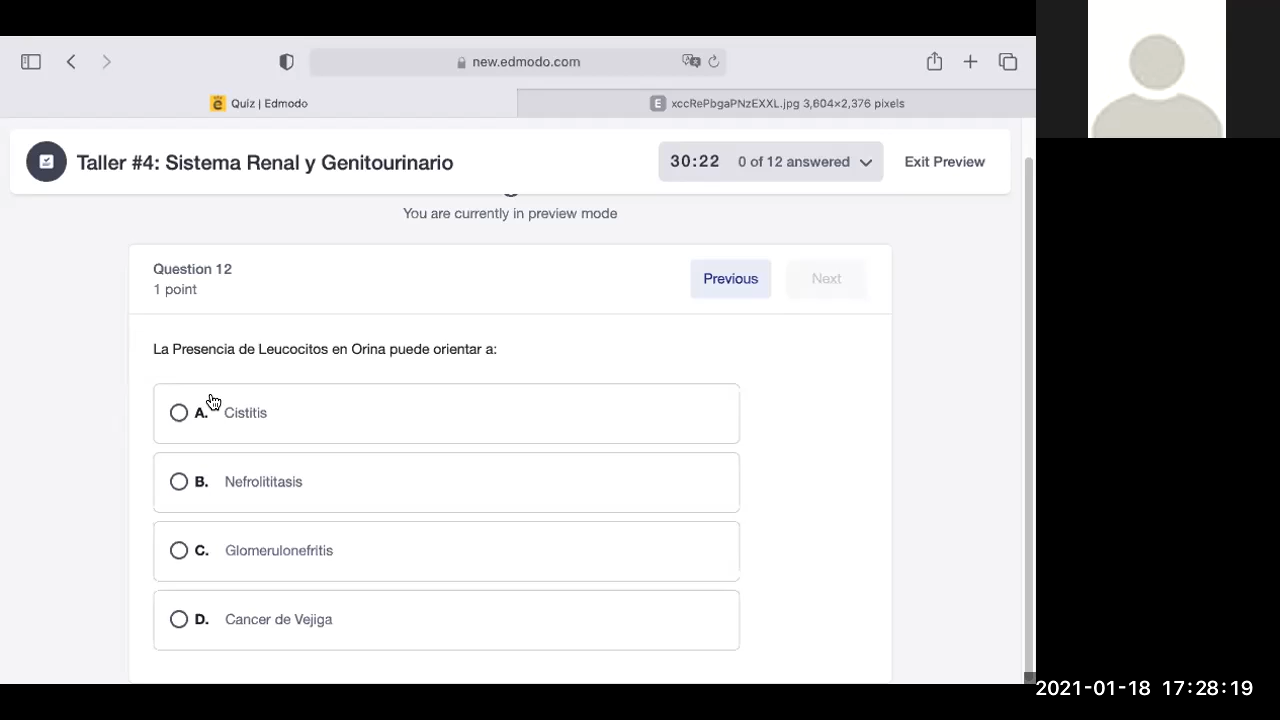 new.edmodo.com
Quiz | Edmodo
E xccRePbgaPNzEXXL.jpg 3,604×2,376 pixels
Taller #4: Sistema Renal y Genitourinario
30:22 0 of 12 answered
Exit Preview
You are currently in preview mode
Question 12
1 point
Previous
Next
La Presencia de Leucocitos en Orina puede orientar a:
A. Cistitis
B. Nefrolititasis
C. Glomerulonefritis
D. Cancer de Vejiga
2021-01-18 17:28:19